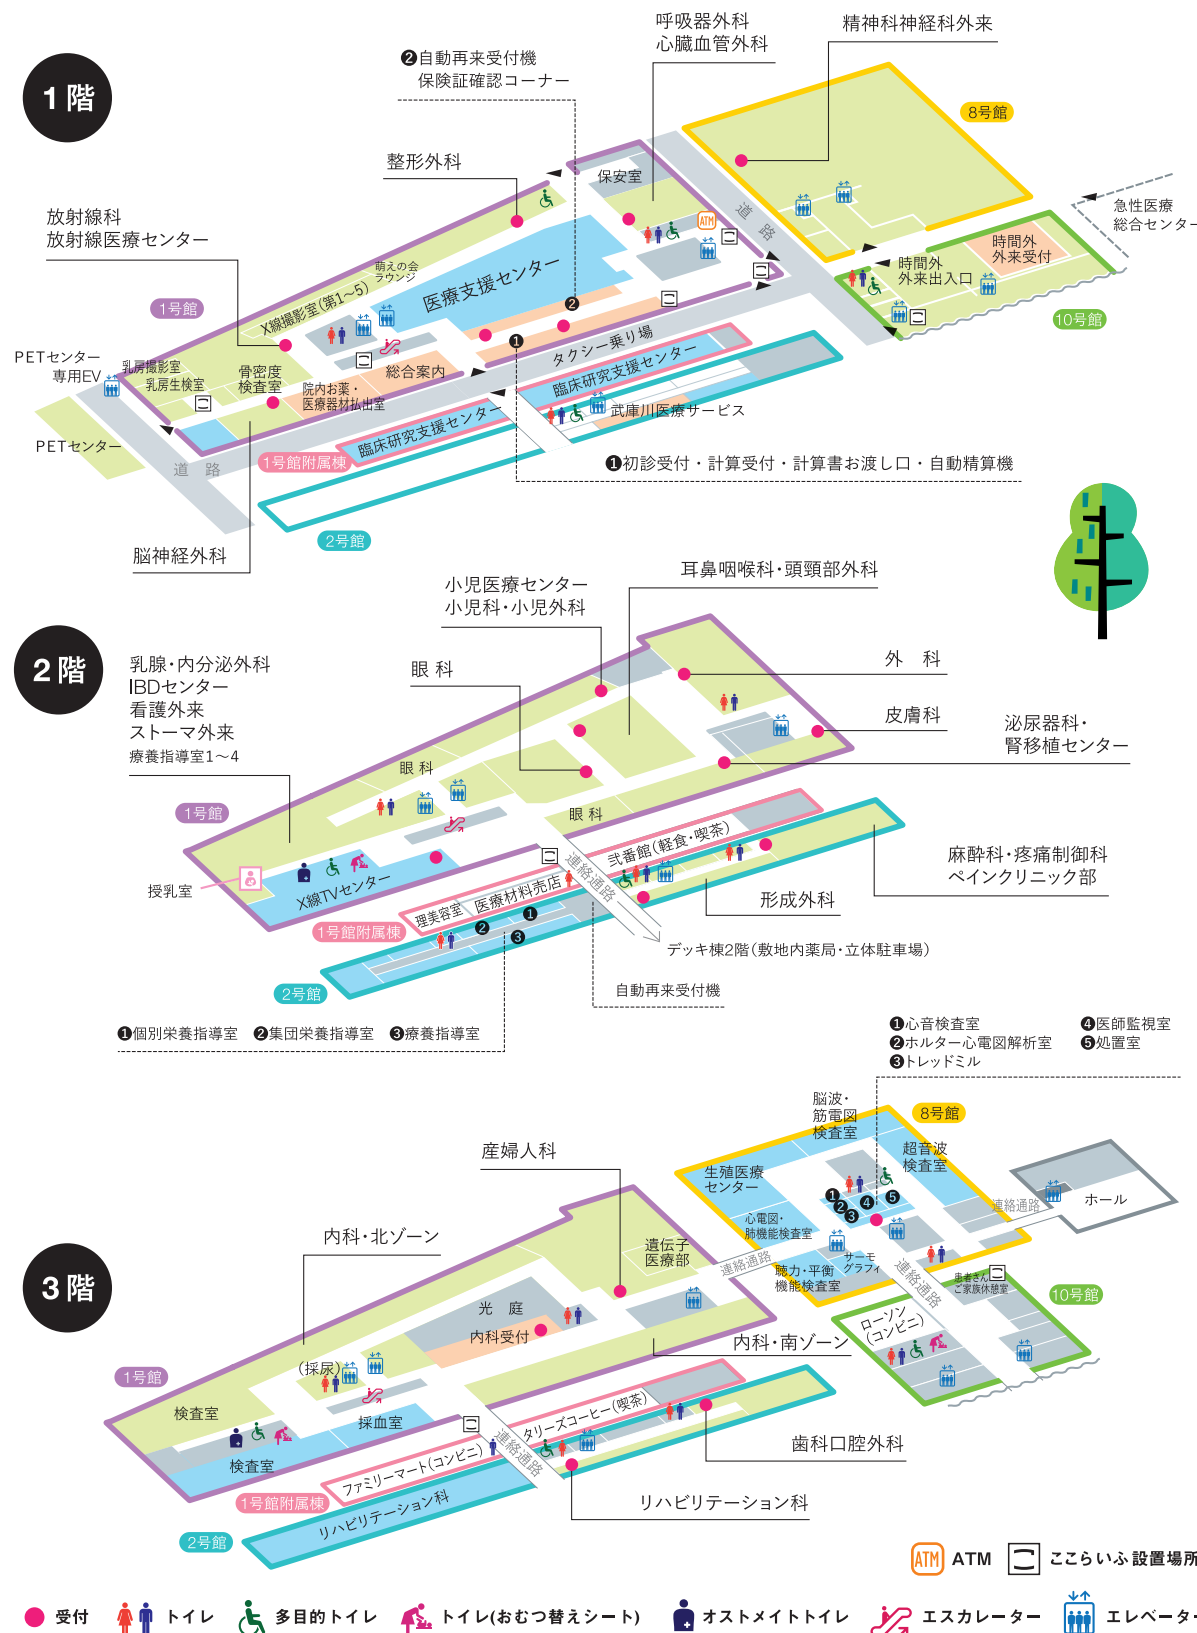 1階
❷自動再来受付機
保険証確認コーナー
呼吸器外科
心臓血管外科
精神科神経科外来
8号館
整形外科
保安室
放射線科
放射線医療センター
ATM
道路
急性医療
総合センター
時間外
外来受付
時間外
外来出入口
萌えの会
ラウンジ
医療支援センター
1号館
X線撮影室(第1〜5)
❷
10号館
PETセンター
専用EV
乳房撮影室
乳房生検室
骨密度
検査室
❶
タクシー乗り場
総合案内
院内お薬・
医療器材払出室
臨床研究支援センター
武庫川医療サービス
臨床研究支援センター
PETセンター
道路
1号館附属棟
❶初診受付・計算受付・計算書お渡し口・自動精算機
2号館
脳神経外科
2階
小児医療センター
小児科・小児外科
耳鼻咽喉科・頭頸部外科
乳腺・内分泌外科
IBDセンター
看護外来
ストーマ外来
療養指導室1〜4
眼科
外科
皮膚科
泌尿器科・
腎移植センター
眼科
1号館
眼科
弐番館(軽食・喫茶)
連絡通路
麻酔科・疼痛制御科
ペインクリニック部
授乳室
X線TVセンター
医療材料売店
理美容室
形成外科
1号館附属棟
❶
❷
❸
デッキ棟2階(敷地内薬局・立体駐車場)
2号館
自動再来受付機
❶個別栄養指導室 ❷集団栄養指導室 ❸療養指導室
❶心音検査室 ❹医師監視室
❷ホルター心電図解析室 ❺処置室
❸トレッドミル
3階
脳波・
筋電図
検査室
8号館
産婦人科
超音波
検査室
生殖医療
センター
❶
❷
❸
❹
❺
連絡通路
ホール
内科・北ゾーン
遺伝子
医療部
心電図・
肺機能検査室
連絡通路
サーモ
グラフィ
聴力・平衡
機能検査室
連絡通路
患者さん
ご家族休憩室
10号館
光庭
内科受付
ローソン
(コンビニ)
内科・南ゾーン
(採尿)
1号館
検査室
採血室
タリーズコーヒー(喫茶)
連絡通路
歯科口腔外科
検査室
ファミリーマート(コンビニ)
1号館附属棟
リハビリテーション科
リハビリテーション科
2号館
ATM ATM ここらいふ設置場所
受付 トイレ 多目的トイレ トイレ(おむつ替えシート) オストメイトトイレ エスカレーター エレベーター